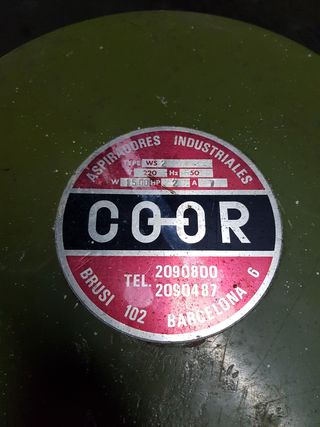 ASPIRADORES INDUSTRIALES
TYPE WS 2
220 Hz 50
W 1500 HP 2 A 7
COOR
TEL. 2090800
2090487
BRUSI 102 BARCELONA 6